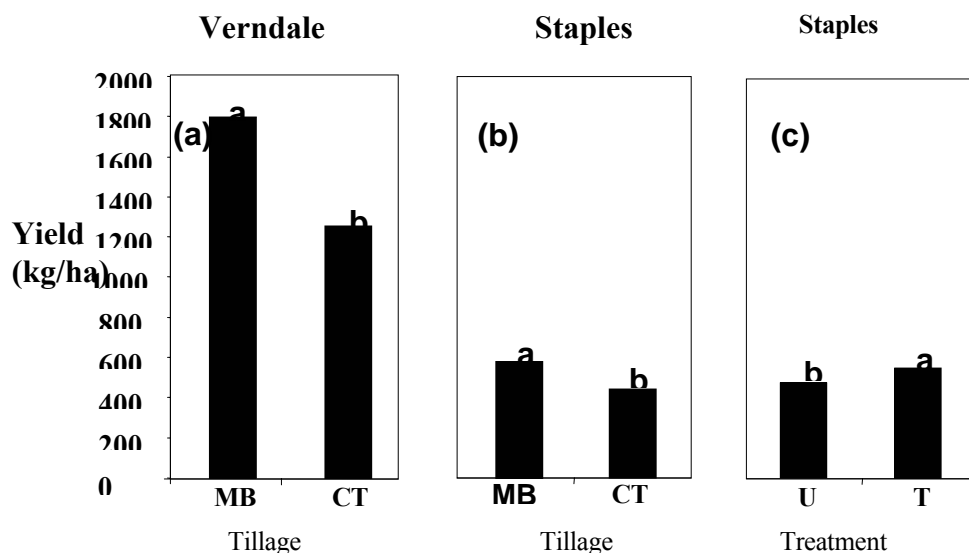 Verndale
Staples
Staples
2000
1800
1600
1400
1200
1000
800
600
400
200
0
Yield
(kg/ha)
(a)
a
b
MB
CT
Tillage
(b)
a
b
MB
CT
Tillage
(c)
b
a
U
T
Treatment